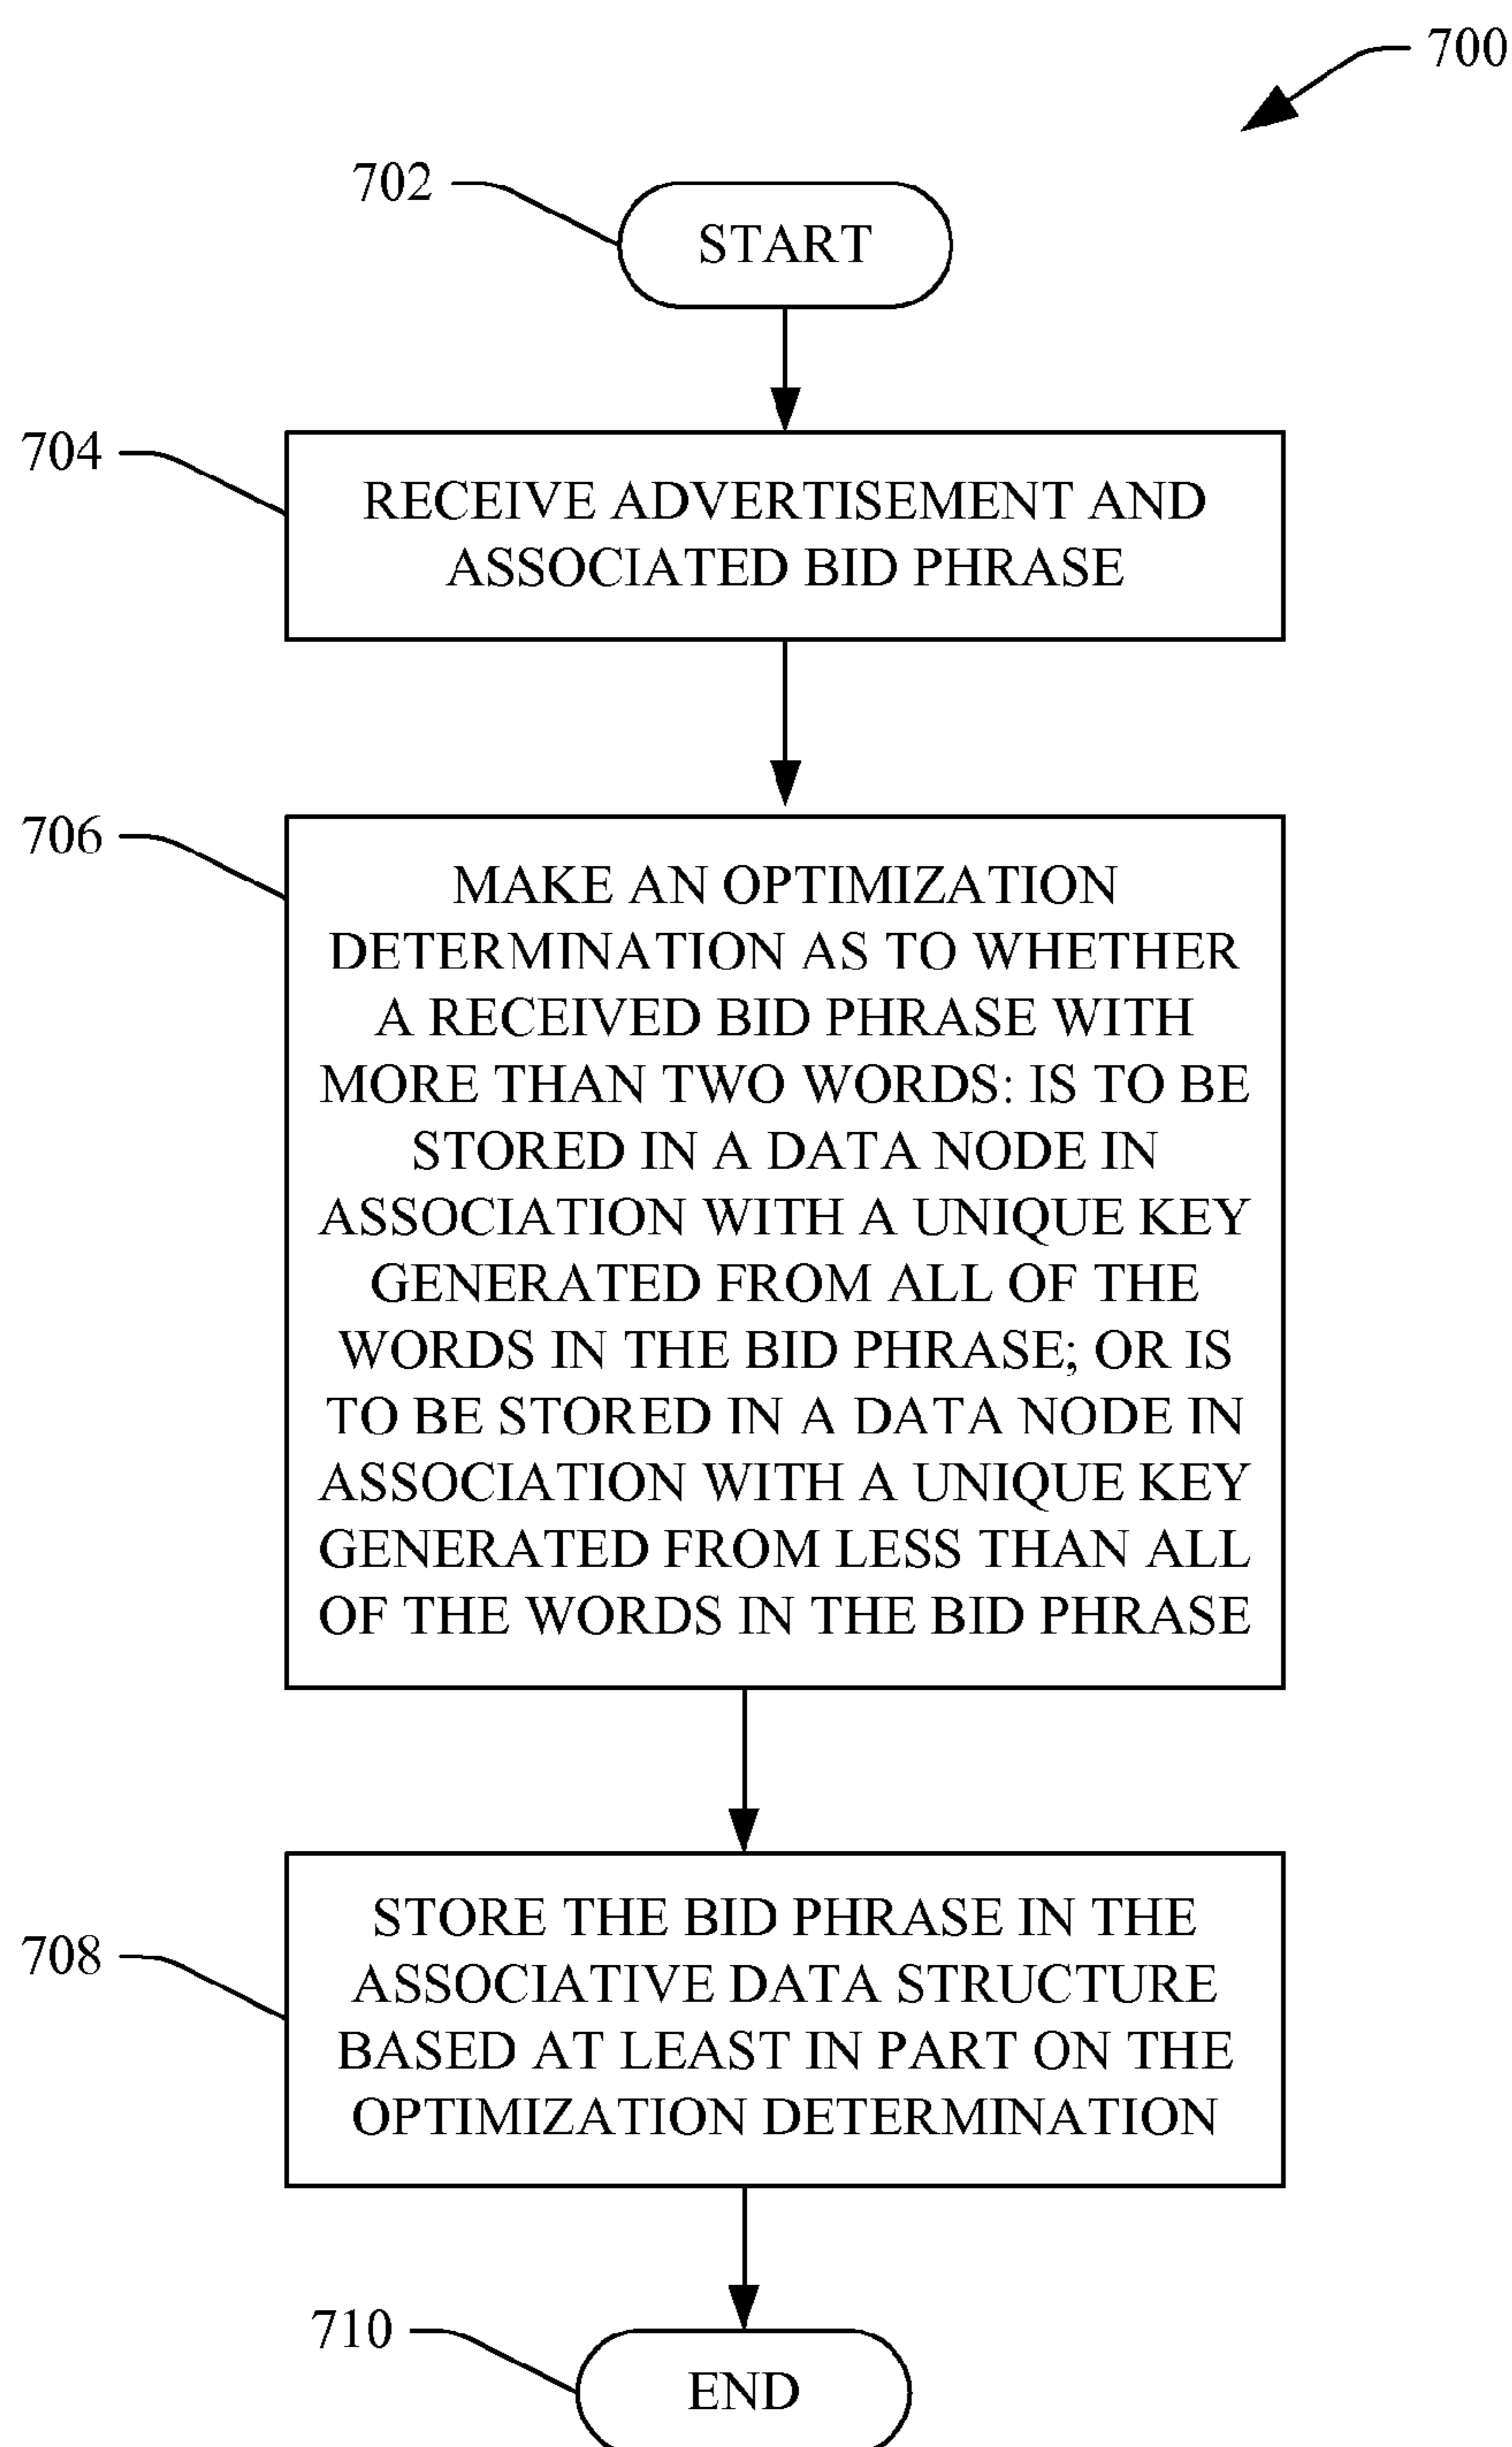 700
702
START
704
RECEIVE ADVERTISEMENT AND
ASSOCIATED BID PHRASE
706
MAKE AN OPTIMIZATION
DETERMINATION AS TO WHETHER
A RECEIVED BID PHRASE WITH
MORE THAN TWO WORDS: IS TO BE
STORED IN A DATA NODE IN
ASSOCIATION WITH A UNIQUE KEY
GENERATED FROM ALL OF THE
WORDS IN THE BID PHRASE; OR IS
TO BE STORED IN A DATA NODE IN
ASSOCIATION WITH A UNIQUE KEY
GENERATED FROM LESS THAN ALL
OF THE WORDS IN THE BID PHRASE
708
STORE THE BID PHRASE IN THE
ASSOCIATIVE DATA STRUCTURE
BASED AT LEAST IN PART ON THE
OPTIMIZATION DETERMINATION
710
END